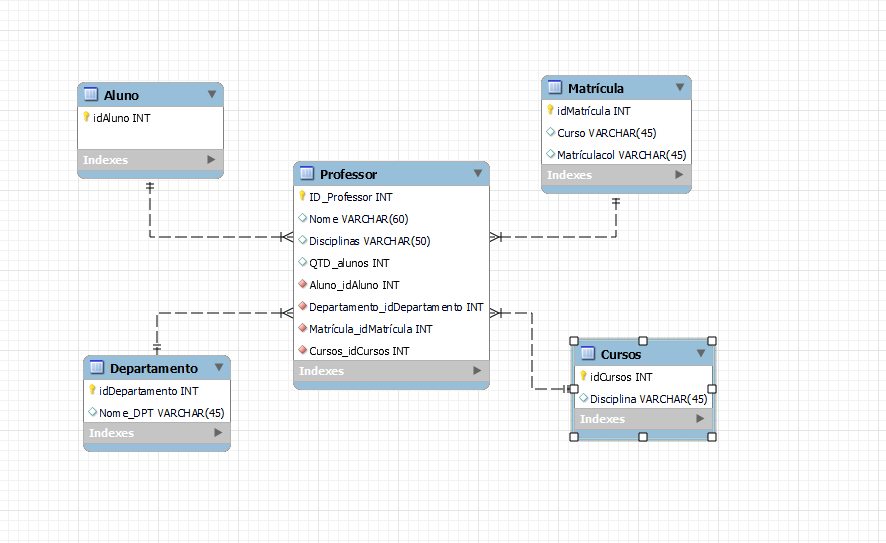 Aluno
idAluno INT
Indexes
Matrícula
idMatrícula INT
Curso VARCHAR(45)
Matrículacol VARCHAR(45)
Indexes
Professor
ID_Professor INT
Nome VARCHAR(60)
Disciplinas VARCHAR(50)
QTD_alunos INT
Aluno_idAluno INT
Departamento_idDepartamento INT
Matrícula_idMatrícula INT
Cursos_idCursos INT
Indexes
Departamento
idDepartamento INT
Nome_DPT VARCHAR(45)
Indexes
Cursos
idCursos INT
Disciplina VARCHAR(45)
Indexes